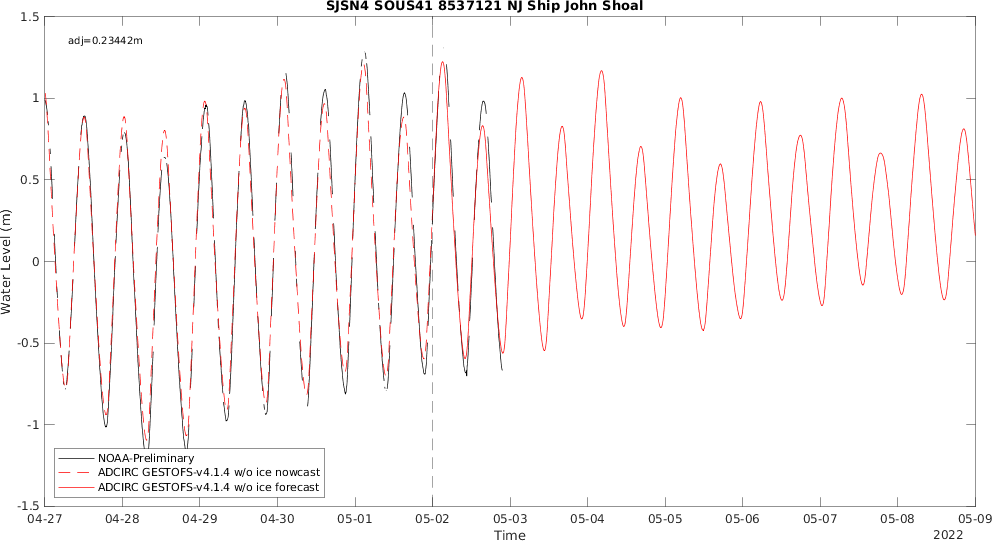 SJSN4 SOUS41 8537121 NJ Ship John Shoal
adj=0.23442m
1.5
1
0.5
0
-0.5
-1
-1.5
Water Level (m)
NOAA-Preliminary
ADCIRC GESTOFS-v4.1.4 w/o ice nowcast
ADCIRC GESTOFS-v4.1.4 w/o ice forecast
04-27 04-28 04-29 04-30 05-01 05-02 05-03 05-04 05-05 05-06 05-07 05-08 05-09
Time
2022